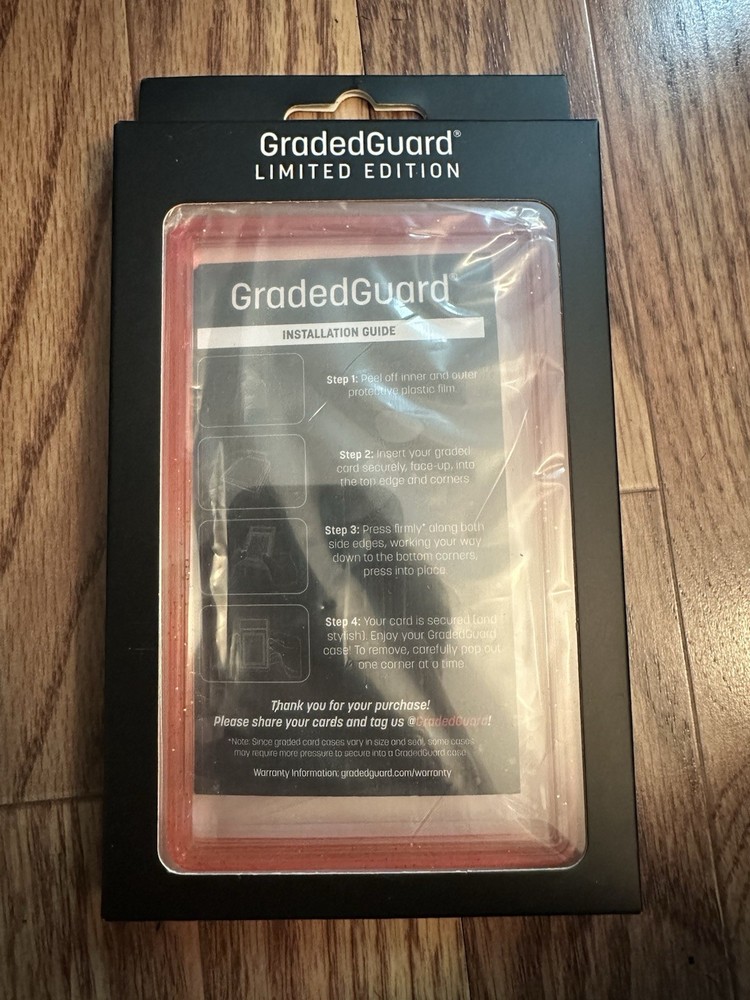 GradedGuard®
LIMITED EDITION
GradedGuard®
INSTALLATION GUIDE
Step 1: Peel off inner and outer
protective plastic film.
Step 2: Insert your graded
card securely, face-up, into
the top edge and corners
Step 3: Press firmly* along both
side edges, working your way
down to the bottom corners,
press into place.
Step 4: Your card is secured (and
stylish). Enjoy your GradedGuard
case! To remove, carefully pop out
one corner at a time.
Thank you for your purchase!
Please share your cards and tag us @GradedGuard!
*Note: Since graded card cases vary in size and seal, some cases
may require more pressure to secure into a GradedGuard case.
Warranty Information: gradedguard.com/warranty